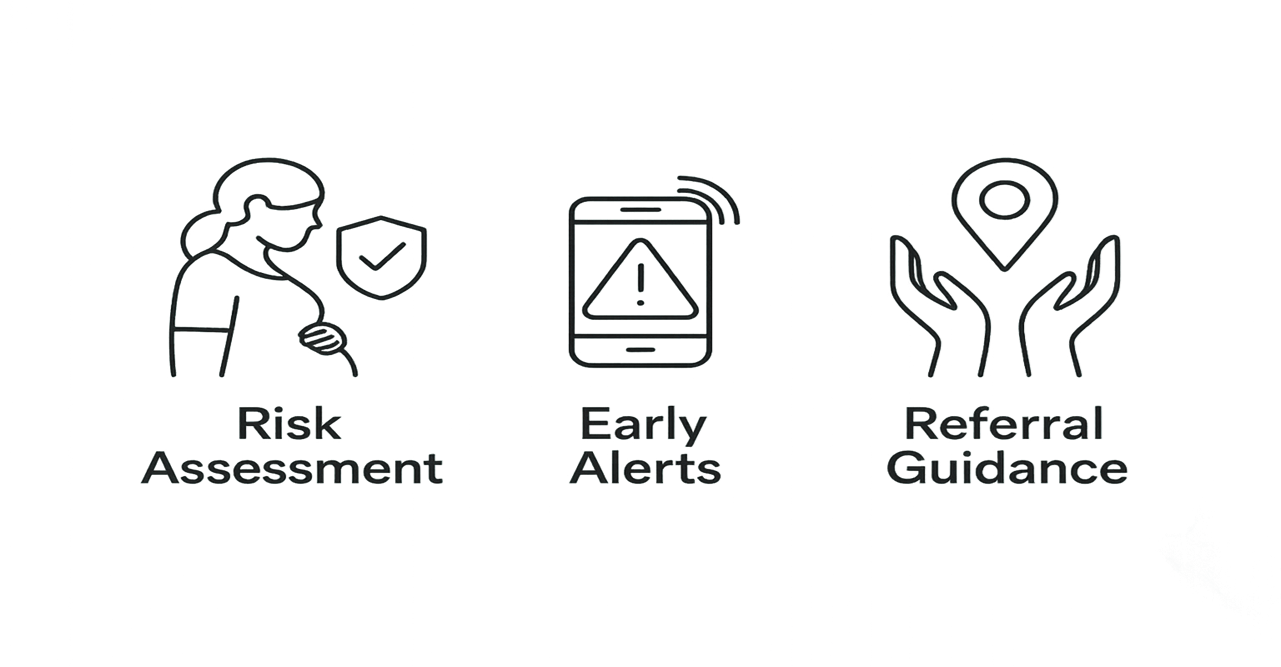 Risk
Assessment
Early
Alerts
Referral
Guidance